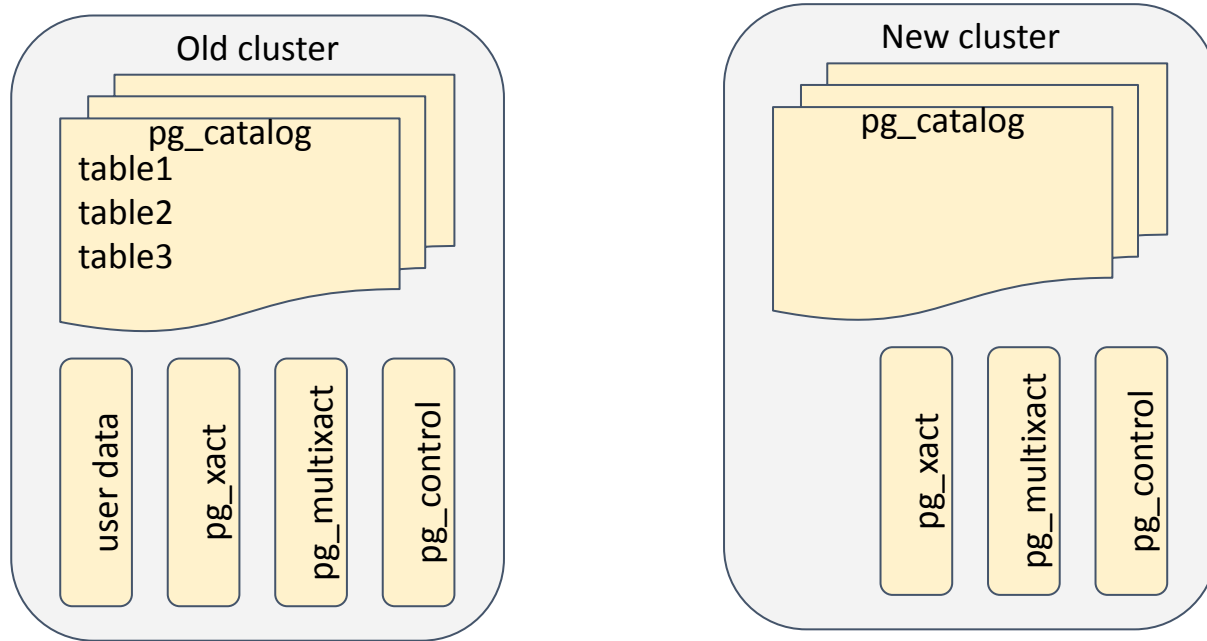 Old cluster
pg_catalog
table1
table2
table3
user data
pg_xact
pg_multixact
pg_control
New cluster
pg_catalog
pg_xact
pg_multixact
pg_control